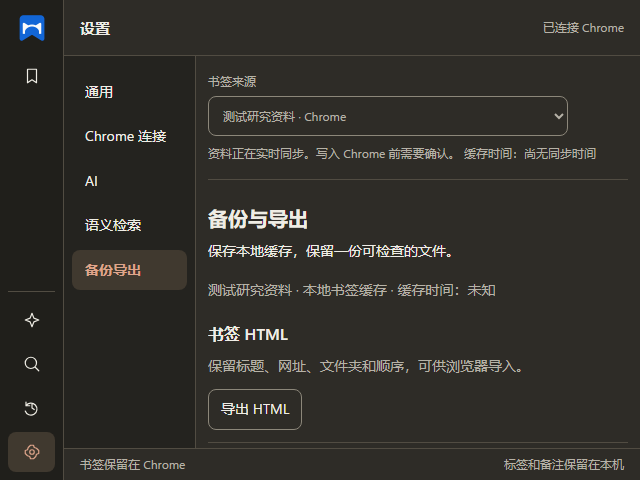 设置
已连接 Chrome
通用
Chrome 连接
AI
语义检索
备份导出
书签来源
测试研究资料 · Chrome
资料正在实时同步。写入 Chrome 前需要确认。 缓存时间：尚无同步时间
备份与导出
保存本地缓存，保留一份可检查的文件。
测试研究资料 · 本地书签缓存 · 缓存时间：未知
书签 HTML
保留标题、网址、文件夹和顺序，可供浏览器导入。
导出 HTML
书签保留在 Chrome
标签和备注保留在本机